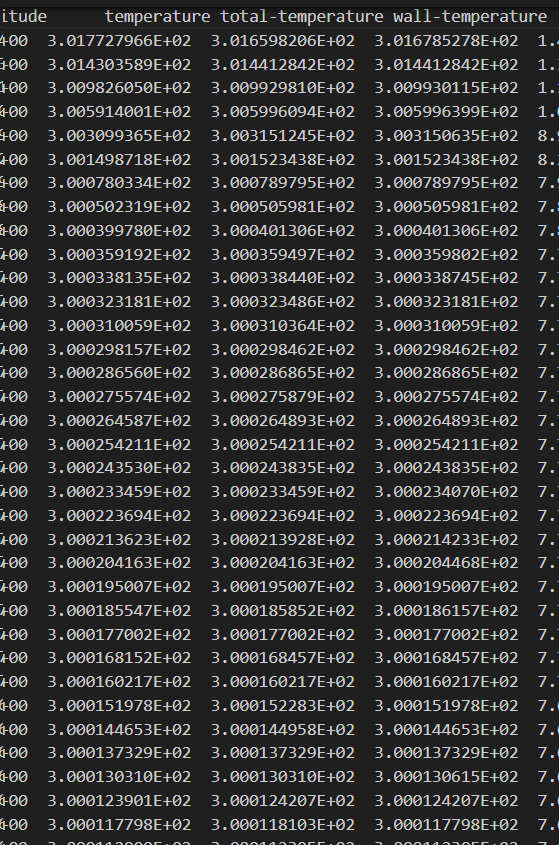 itude temperature total-temperature wall-temperature
+00 3.017727966E+02 3.016598206E+02 3.016785278E+02 1.
+00 3.014303589E+02 3.014412842E+02 3.014412842E+02 1.
+00 3.009826050E+02 3.009929810E+02 3.009930115E+02 1.
+00 3.005914001E+02 3.005996094E+02 3.005996399E+02 1.
+00 3.003099365E+02 3.003151245E+02 3.003150635E+02 8.
+00 3.001498718E+02 3.001523438E+02 3.001523438E+02 8.
+00 3.000780334E+02 3.000789795E+02 3.000789795E+02 7.
+00 3.000502319E+02 3.000505981E+02 3.000505981E+02 7.
+00 3.000399780E+02 3.000401306E+02 3.000401306E+02 7.
+00 3.000359192E+02 3.000359497E+02 3.000359802E+02 7.
+00 3.000338135E+02 3.000338440E+02 3.000338745E+02 7.
+00 3.000323181E+02 3.000323486E+02 3.000323181E+02 7.
+00 3.000310059E+02 3.000310364E+02 3.000310059E+02 7.
+00 3.000298157E+02 3.000298462E+02 3.000298462E+02 7.
+00 3.000286560E+02 3.000286865E+02 3.000286865E+02 7.
+00 3.000275574E+02 3.000275879E+02 3.000275574E+02 7.
+00 3.000264587E+02 3.000264893E+02 3.000264893E+02 7.
+00 3.000254211E+02 3.000254211E+02 3.000254211E+02 7.
+00 3.000243530E+02 3.000243835E+02 3.000243835E+02 7.
+00 3.000233459E+02 3.000233459E+02 3.000234070E+02 7.
+00 3.000223694E+02 3.000223694E+02 3.000223694E+02 7.
+00 3.000213623E+02 3.000213928E+02 3.000214233E+02 7.
+00 3.000204163E+02 3.000204163E+02 3.000204468E+02 7.
+00 3.000195007E+02 3.000195007E+02 3.000195007E+02 7.
+00 3.000185547E+02 3.000185852E+02 3.000186157E+02 7.
+00 3.000177002E+02 3.000177002E+02 3.000177002E+02 7.
+00 3.000168152E+02 3.000168457E+02 3.000168457E+02 7.
+00 3.000160217E+02 3.000160217E+02 3.000160217E+02 7.
+00 3.000151978E+02 3.000152283E+02 3.000151978E+02 7.
+00 3.000144653E+02 3.000144958E+02 3.000144653E+02 7.
+00 3.000137329E+02 3.000137329E+02 3.000137329E+02 7.
+00 3.000130310E+02 3.000130310E+02 3.000130615E+02 7.
+00 3.000123901E+02 3.000124207E+02 3.000124207E+02 7.
+00 3.000117798E+02 3.000118103E+02 3.000117798E+02 7.